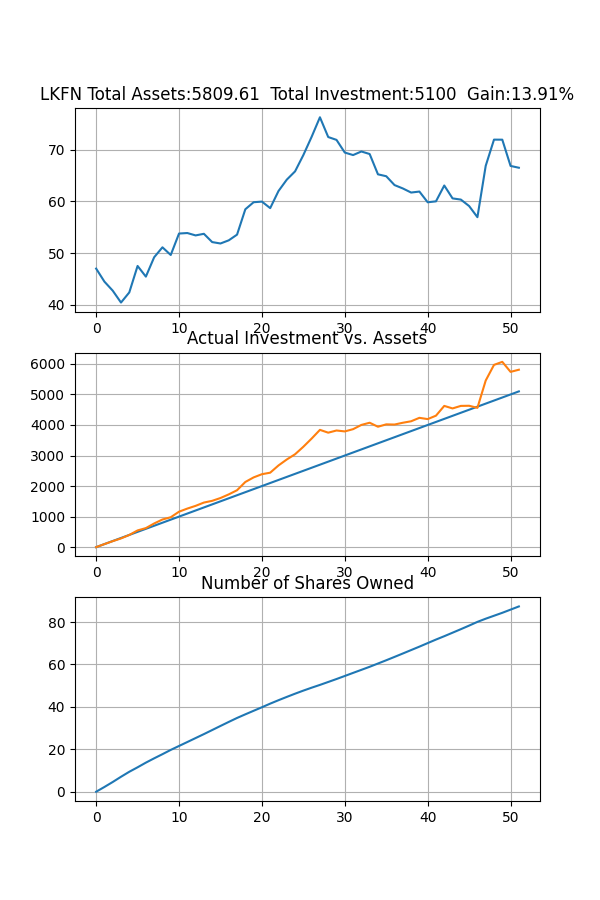 LKFN Total Assets:5809.61  Total Investment:5100  Gain:13.91%
70
60
50
40
0 10 20 30 40 50
Actual Investment vs. Assets
6000
5000
4000
3000
2000
1000
0
0 10 20 30 40 50
Number of Shares Owned
80
60
40
20
0
0 10 20 30 40 50